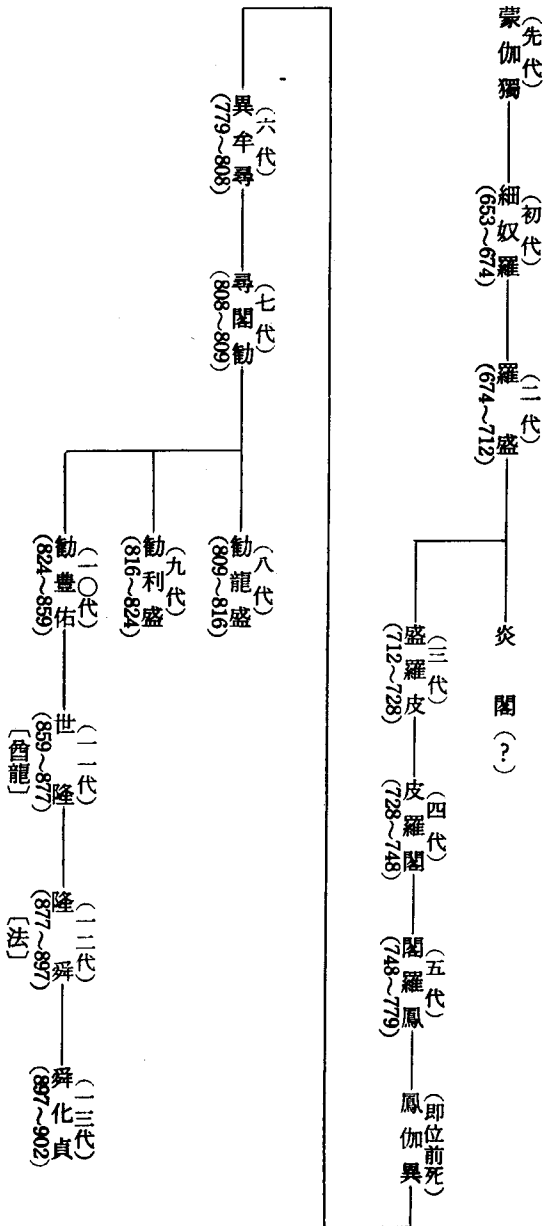 (先代)
蒙伽獨
(初代)
細奴羅
(653~674)
(二代)
羅盛
(674~712)
炎閣(?)
(三代)
盛羅皮
(712~728)
(四代)
皮羅閣
(728~748)
(五代)
閣羅鳳
(748~779)
(即位前死)
鳳伽異
(六代)
異牟尋
(779~808)
(七代)
尋閣勸
(808~809)
(八代)
勸龍盛
(809~816)
(九代)
勸利盛
(816~824)
(一〇代)
勸豊佑
(824~859)
(一一代)
世隆
(859~877)
〔酋龍〕
(一二代)
隆舜
(877~897)
〔法〕
(一三代)
舜化貞
(897~902)